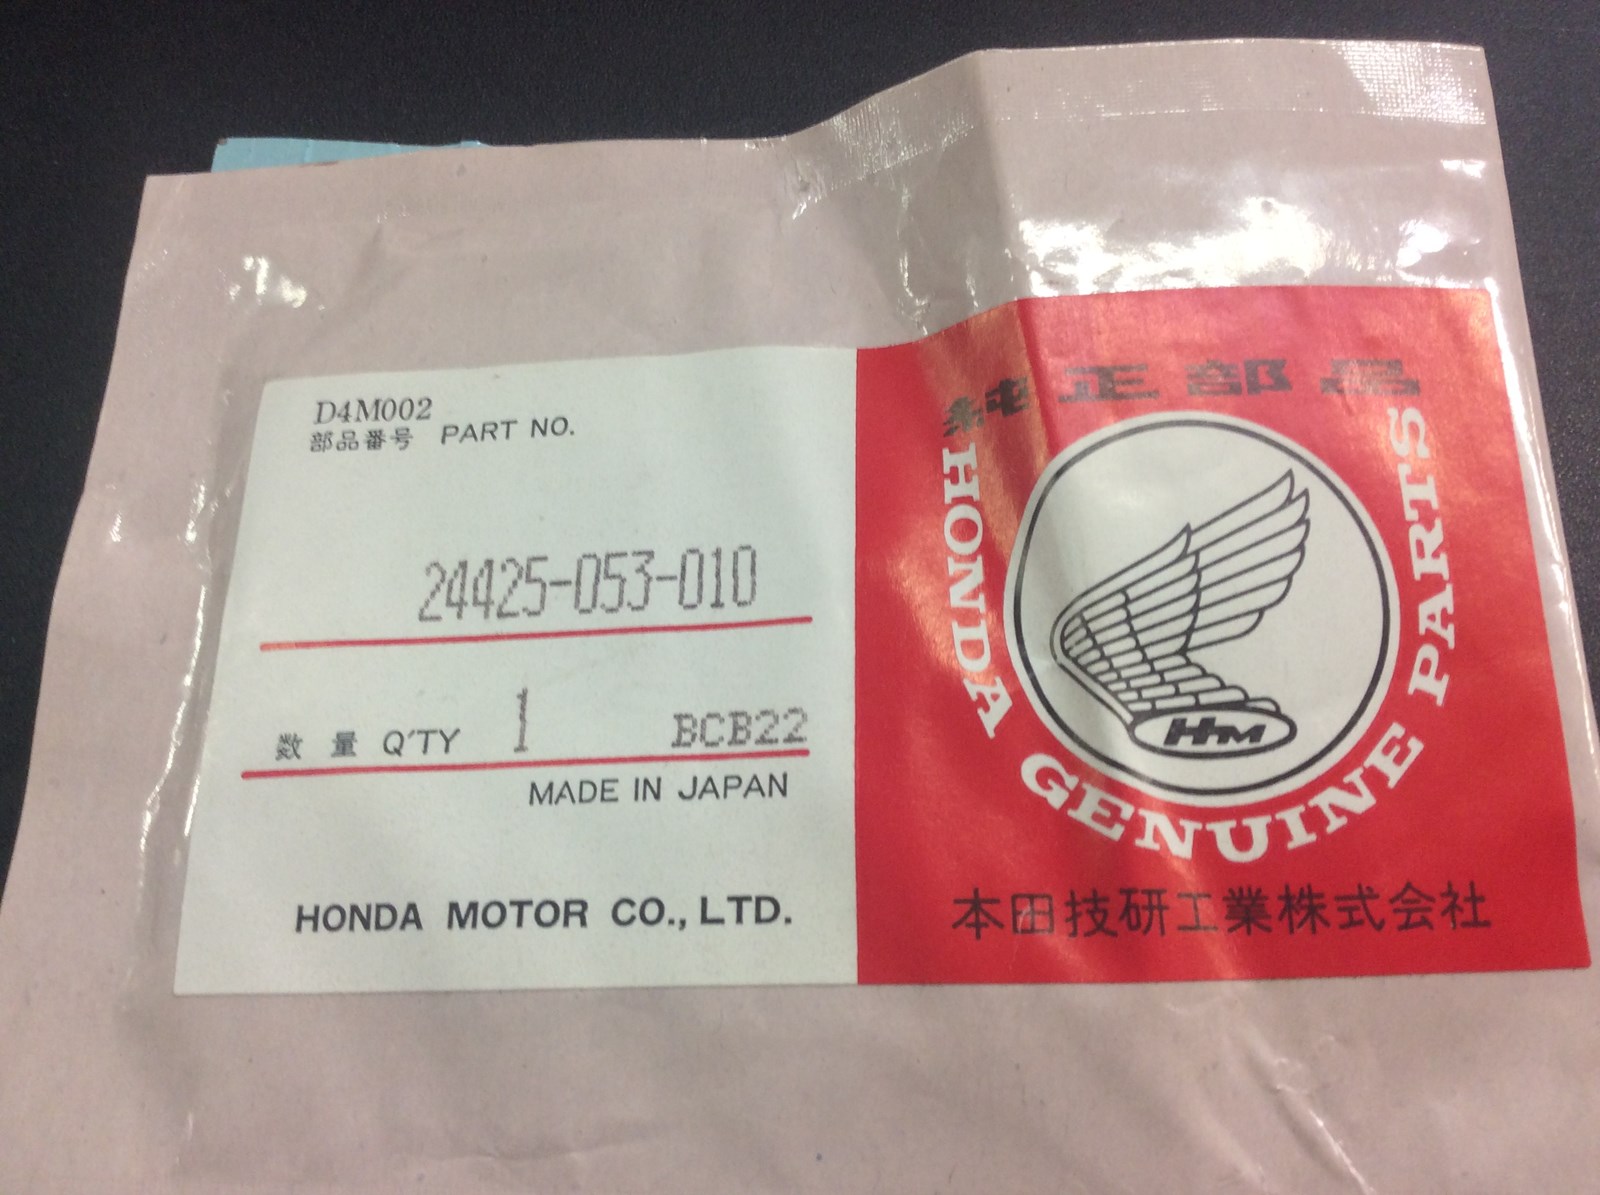 D4M002
部品番号 PART NO.
24425-053-010
数量 Q'TY 1 BCB22
MADE IN JAPAN
HONDA MOTOR CO., LTD.
純正部品
HONDA GENUINE PARTS
HM
本田技研工業株式会社